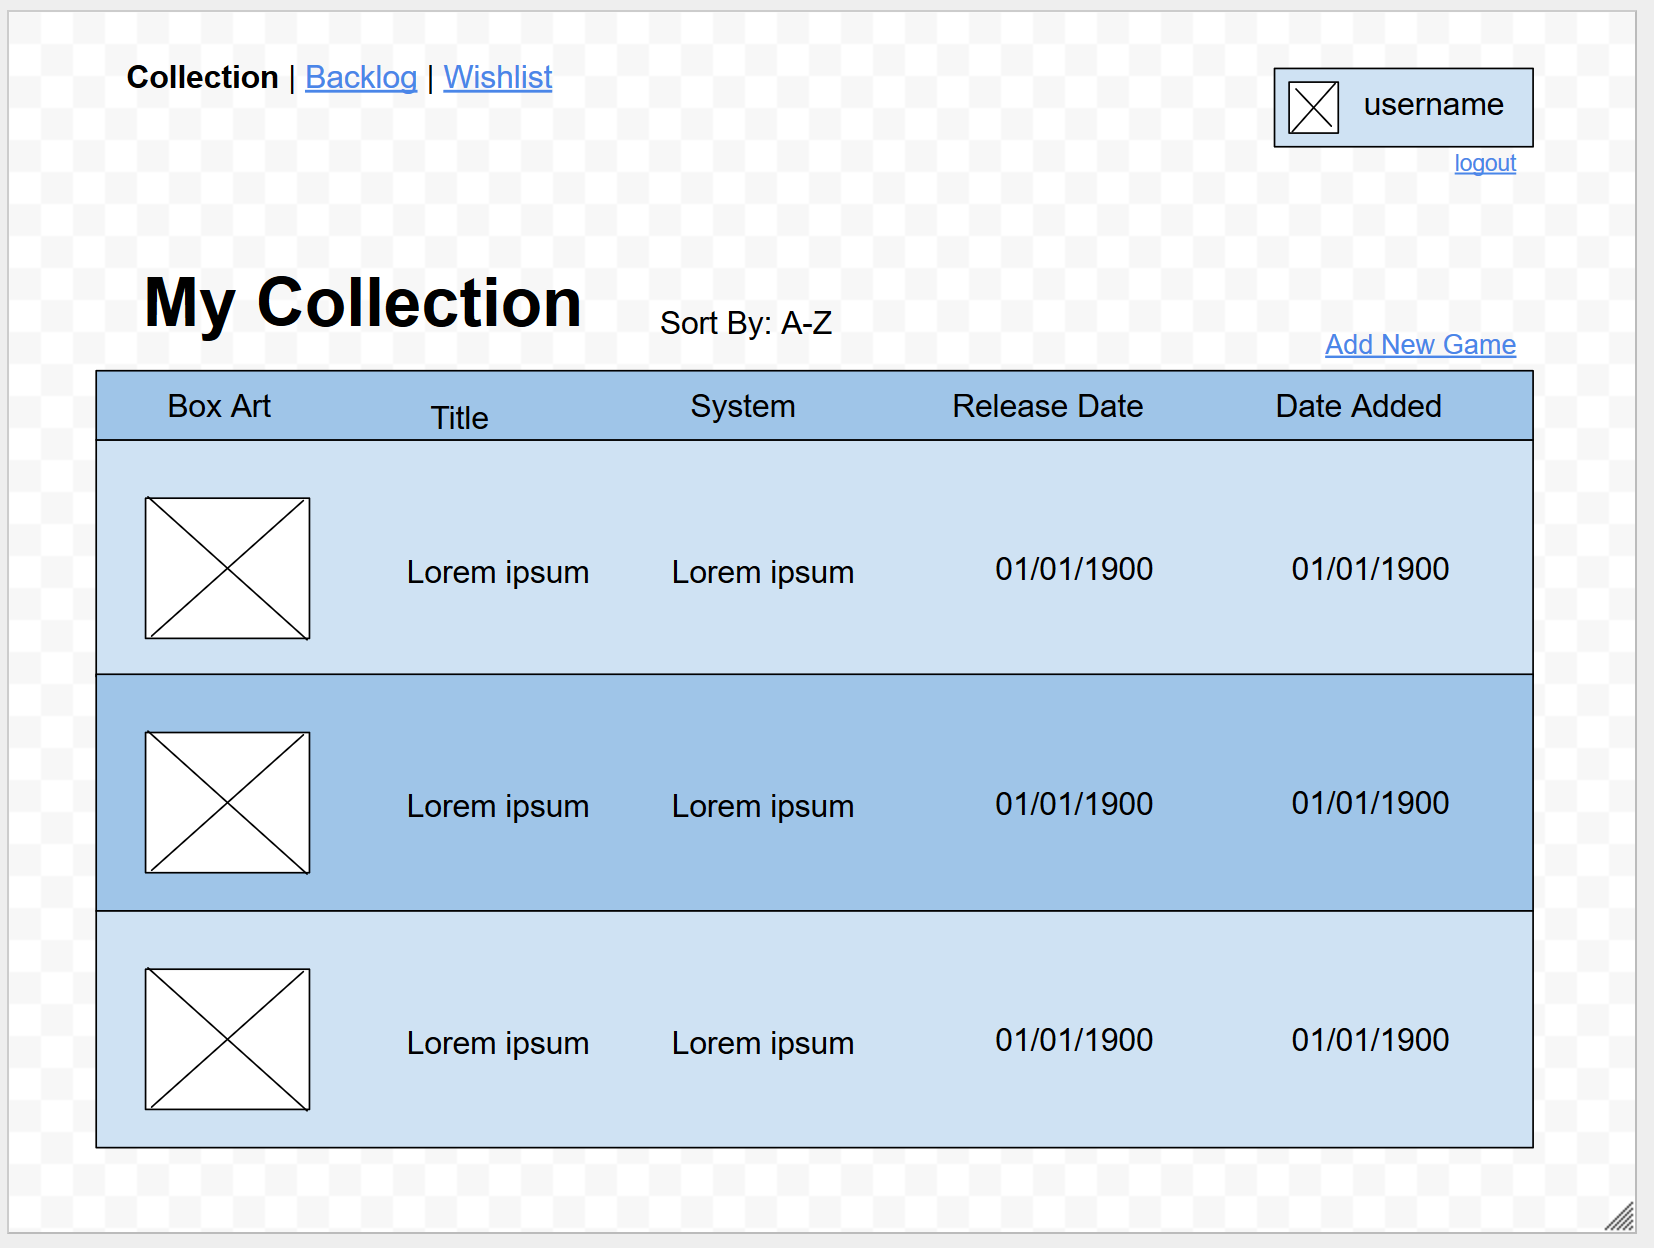 Collection | Backlog | Wishlist
username
logout
My Collection
Sort By: A-Z
Add New Game
Box Art Title System Release Date Date Added
Lorem ipsum Lorem ipsum 01/01/1900 01/01/1900
Lorem ipsum Lorem ipsum 01/01/1900 01/01/1900
Lorem ipsum Lorem ipsum 01/01/1900 01/01/1900